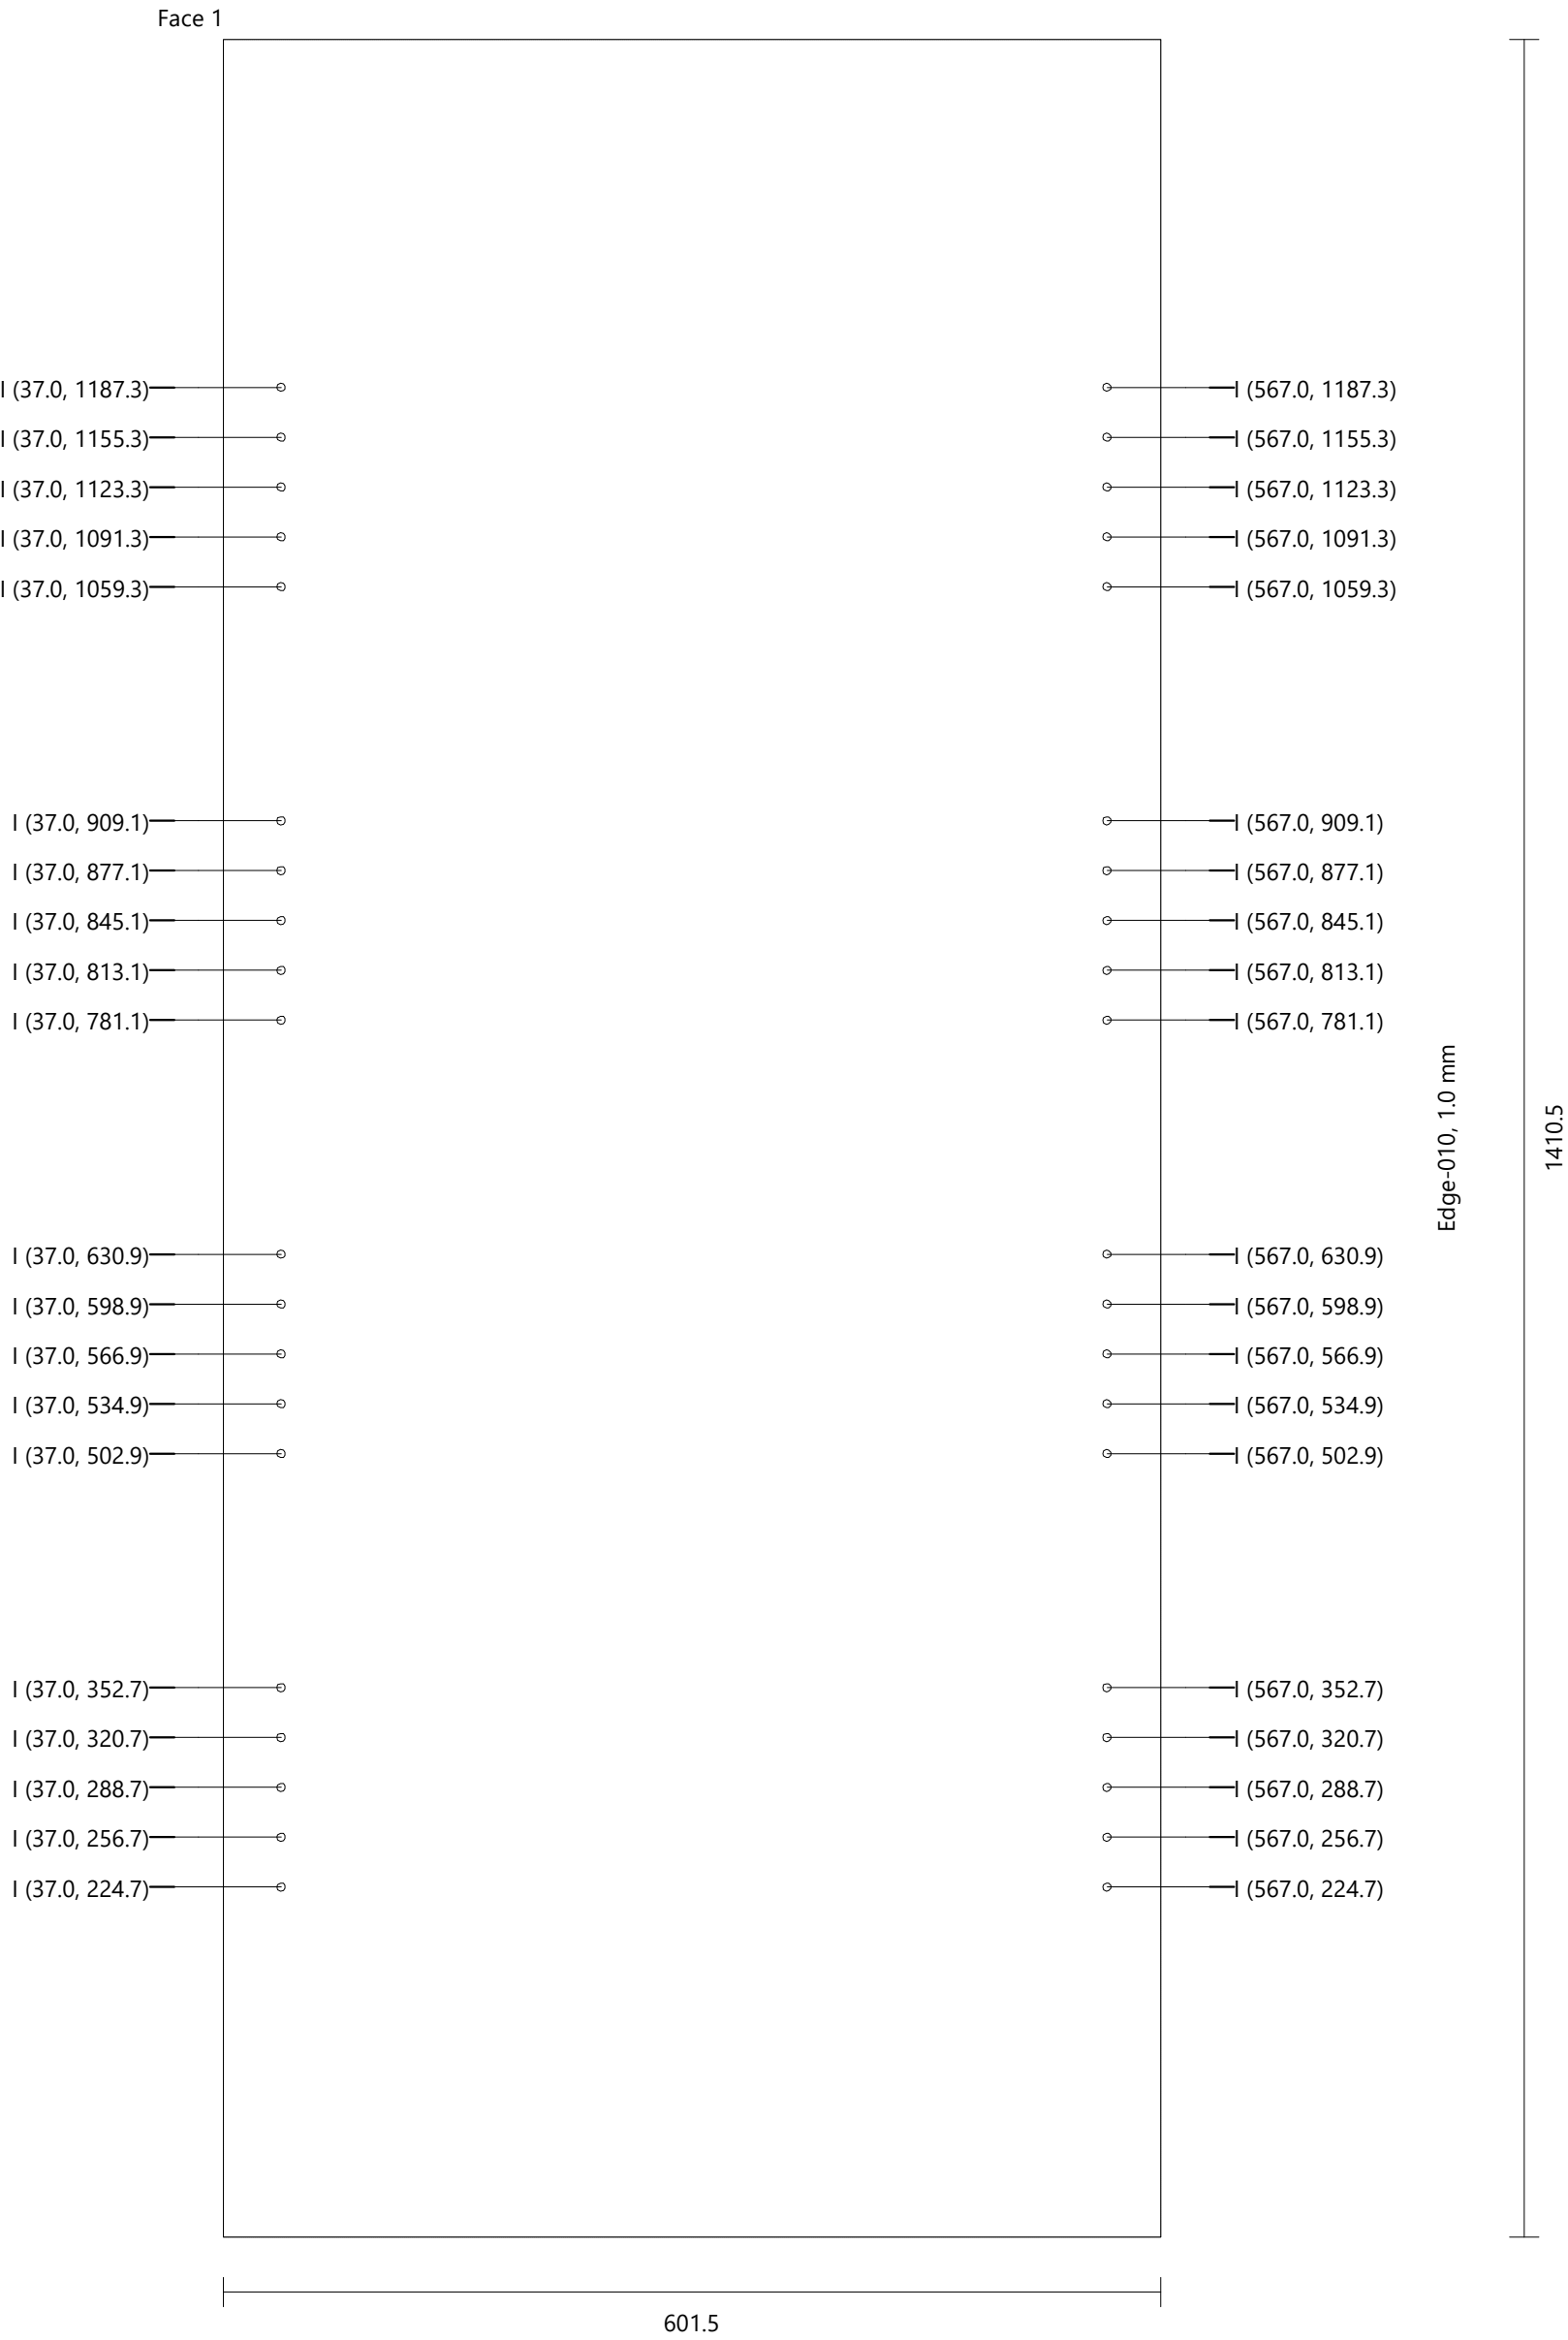 Face 1
I (37.0, 1187.3) I (567.0, 1187.3)
I (37.0, 1155.3) I (567.0, 1155.3)
I (37.0, 1123.3) I (567.0, 1123.3)
I (37.0, 1091.3) I (567.0, 1091.3)
I (37.0, 1059.3) I (567.0, 1059.3)
I (37.0, 909.1) I (567.0, 909.1)
I (37.0, 877.1) I (567.0, 877.1)
I (37.0, 845.1) I (567.0, 845.1)
I (37.0, 813.1) I (567.0, 813.1)
I (37.0, 781.1) I (567.0, 781.1)
Edge-010, 1.0 mm
1410.5
I (37.0, 630.9) I (567.0, 630.9)
I (37.0, 598.9) I (567.0, 598.9)
I (37.0, 566.9) I (567.0, 566.9)
I (37.0, 534.9) I (567.0, 534.9)
I (37.0, 502.9) I (567.0, 502.9)
I (37.0, 352.7) I (567.0, 352.7)
I (37.0, 320.7) I (567.0, 320.7)
I (37.0, 288.7) I (567.0, 288.7)
I (37.0, 256.7) I (567.0, 256.7)
I (37.0, 224.7) I (567.0, 224.7)
601.5